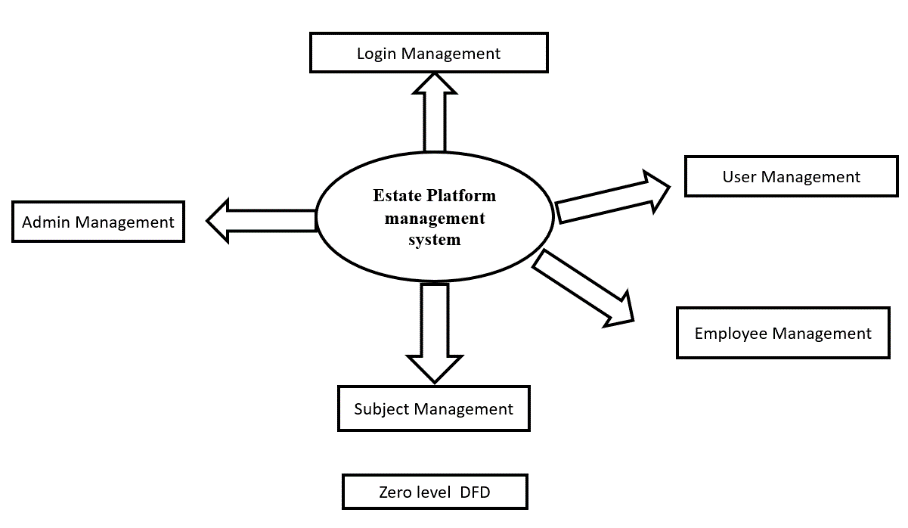 Login Management
User Management
Estate Platform
management
system
Admin Management
Employee Management
Subject Management
Zero level DFD